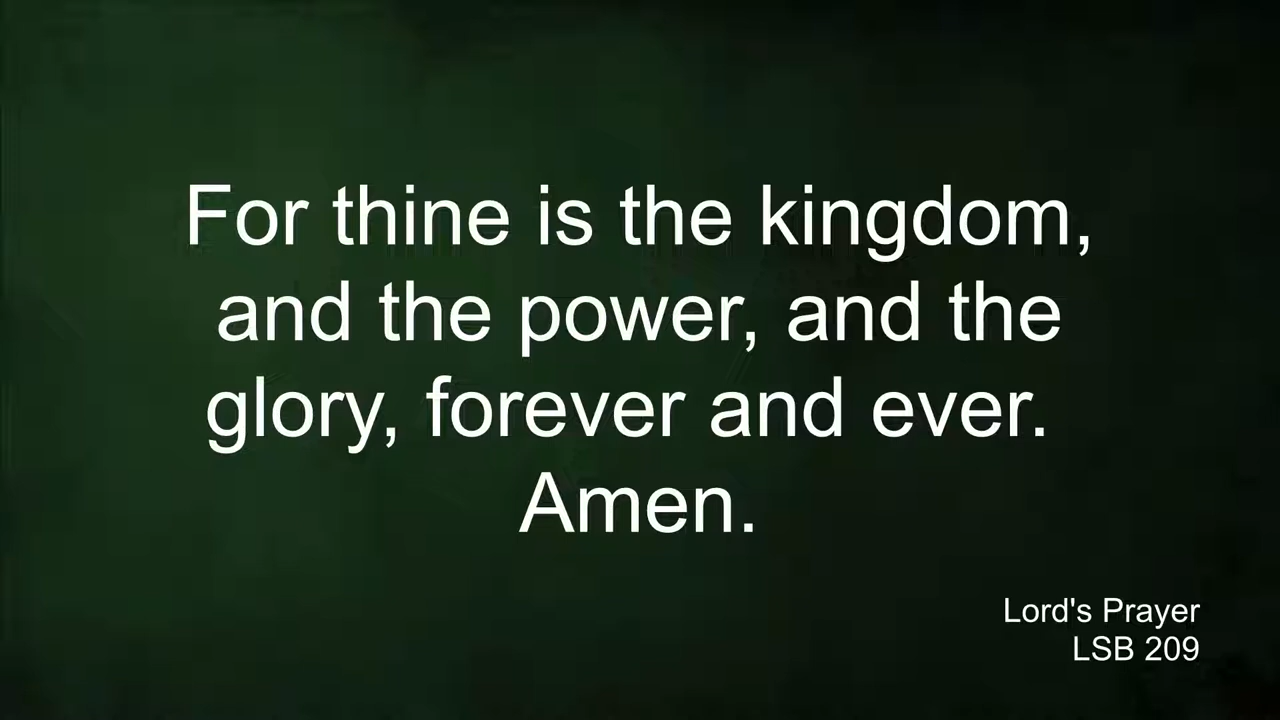 For thine is the kingdom,
and the power, and the
glory, forever and ever.
Amen.
Lord's Prayer
LSB 209